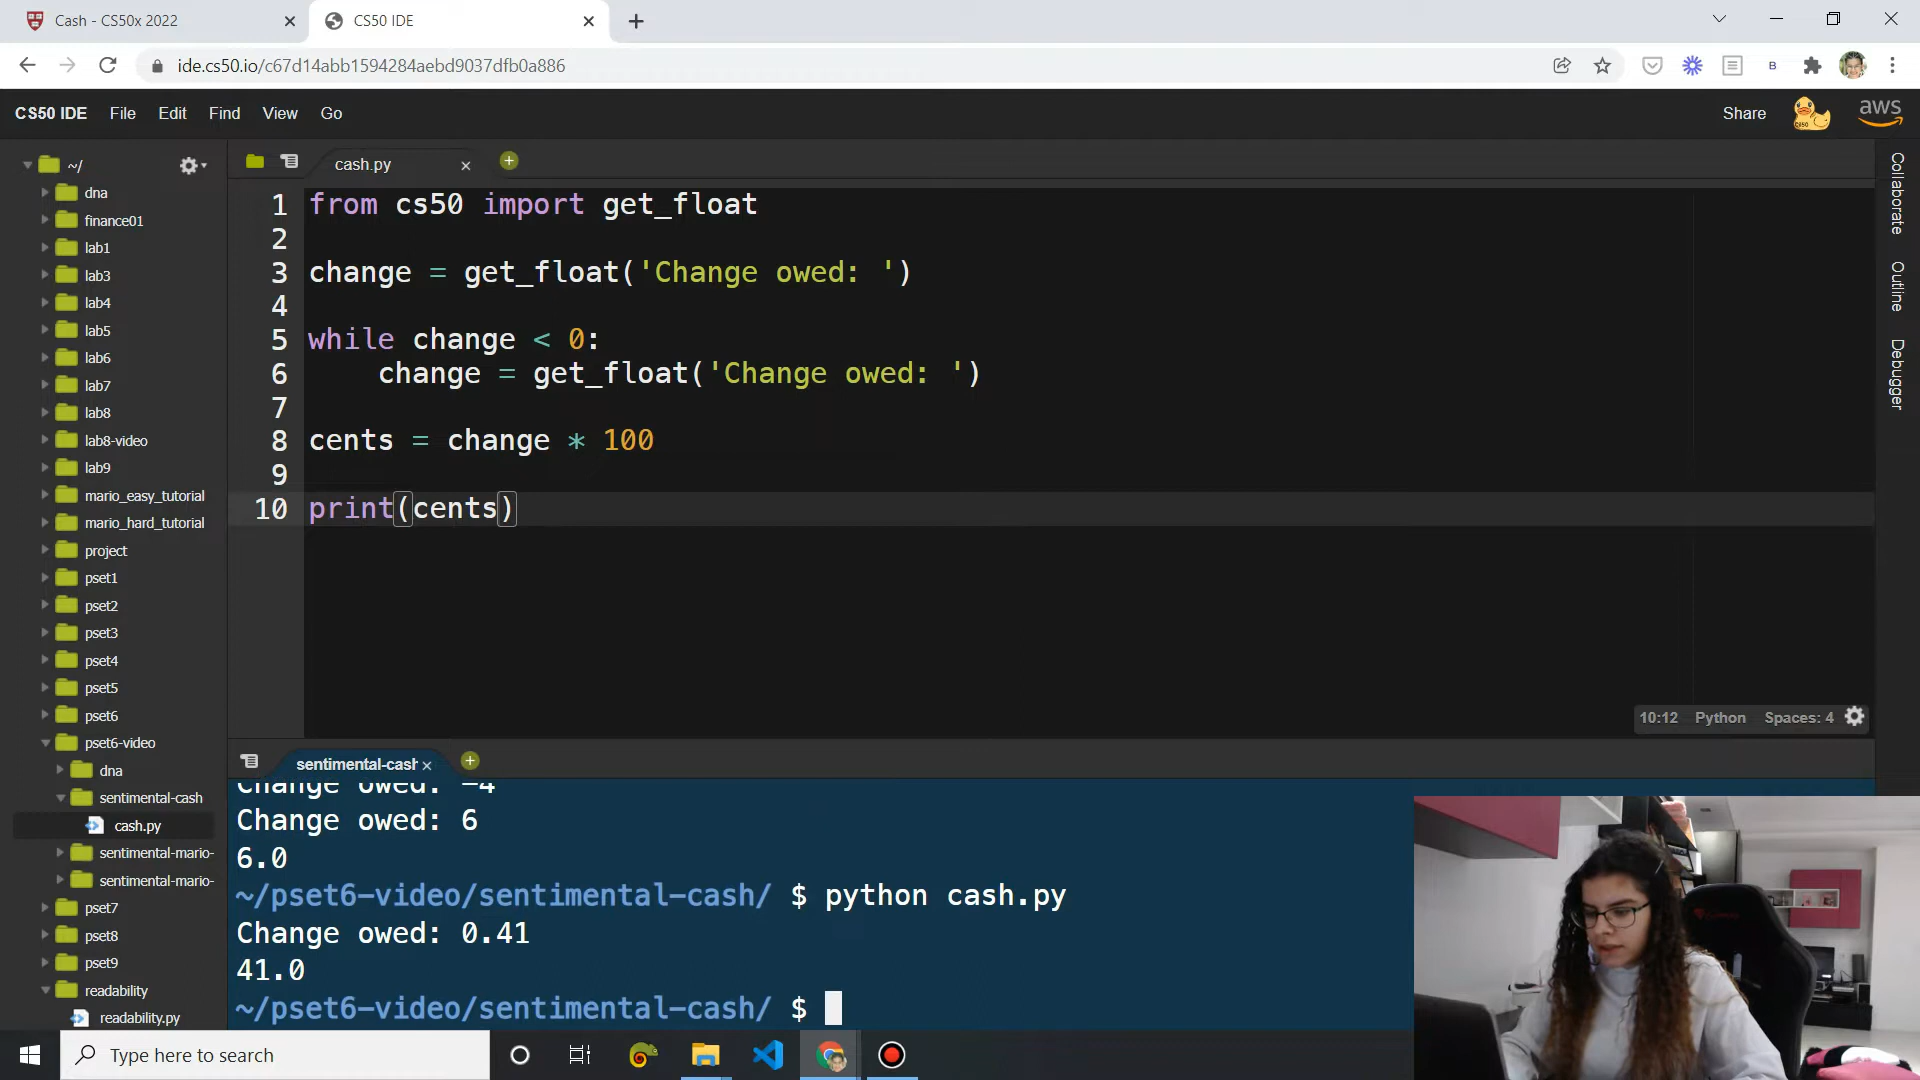 Cash - CS50x 2022
CS50 IDE
ide.cs50.io/c67d14abb1594284aebd9037dfb0a886
B
CS50 IDE File Edit Find View Go
Share
aws
~/
dna
finance01
lab1
lab3
lab4
lab5
lab6
lab7
lab8
lab8-video
lab9
mario_easy_tutorial
mario_hard_tutorial
project
pset1
pset2
pset3
pset4
pset5
pset6
pset6-video
dna
sentimental-cash
cash.py
sentimental-mario-
sentimental-mario-
pset7
pset8
pset9
readability
readability.py
cash.py
1 from cs50 import get_float
2
3 change = get_float('Change owed: ')
4
5 while change < 0:
6 change = get_float('Change owed: ')
7
8 cents = change * 100
9
10 print(cents)
10:12 Python Spaces: 4
Collaborate
Outline
Debugger
sentimental-cash
Change owed: -4
Change owed: 6
6.0
~/pset6-video/sentimental-cash/ $ python cash.py
Change owed: 0.41
41.0
~/pset6-video/sentimental-cash/ $
Type here to search